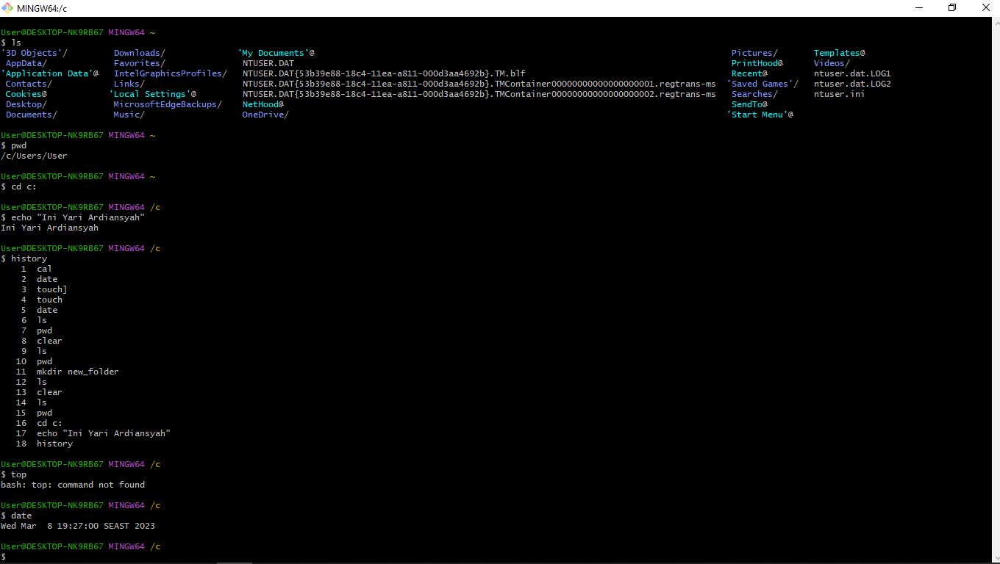 MINGW64:/c
User@DESKTOP-NK9RB67 MINGW64 ~
$ ls
'3D Objects'/ Downloads/ 'My Documents'@ Pictures/ Templates@
AppData/ Favorites/ NTUSER.DAT PrintHood@ Videos/
'Application Data'@ IntelGraphicsProfiles/ NTUSER.DAT{53b39e88-18c4-11ea-a811-000d3aa4692b}.TM.blf Recent@ ntuser.dat.LOG1
Contacts/ Links/ NTUSER.DAT{53b39e88-18c4-11ea-a811-000d3aa4692b}.TMContainer00000000000000000001.regtrans-ms 'Saved Games'/ ntuser.dat.LOG2
Cookies@ 'Local Settings'@ NTUSER.DAT{53b39e88-18c4-11ea-a811-000d3aa4692b}.TMContainer00000000000000000002.regtrans-ms Searches/ ntuser.ini
Desktop/ MicrosoftEdgeBackups/ NetHood@ SendTo@
Documents/ Music/ OneDrive/ 'Start Menu'@
User@DESKTOP-NK9RB67 MINGW64 ~
$ pwd
/c/Users/User
User@DESKTOP-NK9RB67 MINGW64 ~
$ cd c:
User@DESKTOP-NK9RB67 MINGW64 /c
$ echo "Ini Yari Ardiansyah"
Ini Yari Ardiansyah
User@DESKTOP-NK9RB67 MINGW64 /c
$ history
1 cal
2 date
3 touch]
4 touch
5 date
6 ls
7 pwd
8 clear
9 ls
10 pwd
11 mkdir new_folder
12 ls
13 clear
14 ls
15 pwd
16 cd c:
17 echo "Ini Yari Ardiansyah"
18 history
User@DESKTOP-NK9RB67 MINGW64 /c
$ top
bash: top: command not found
User@DESKTOP-NK9RB67 MINGW64 /c
$ date
Wed Mar  8 19:27:00 SEAST 2023
User@DESKTOP-NK9RB67 MINGW64 /c
$